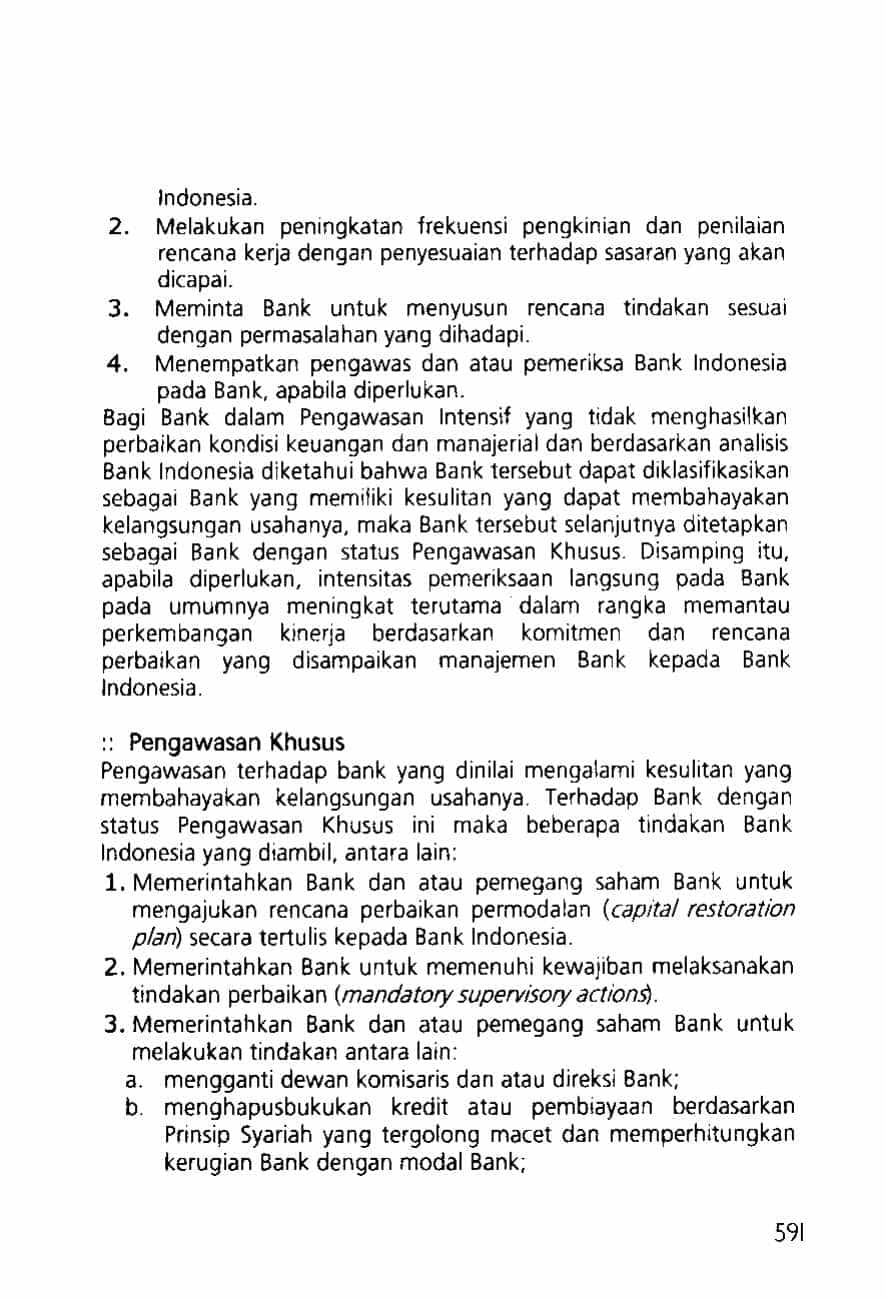 Indonesia.
2. Melakukan peningkatan frekuensi pengkinian dan penilaian
rencana kerja dengan penyesuaian terhadap sasaran yang akan
dicapai.
3. Meminta Bank untuk menyusun rencana tindakan sesuai
dengan permasalahan yang dihadapi.
4. Menempatkan pengawas dan atau pemeriksa Bank Indonesia
pada Bank, apabila diperlukan.
Bagi Bank dalam Pengawasan Intensif yang tidak menghasilkan
perbaikan kondisi keuangan dan manajerial dan berdasarkan analisis
Bank Indonesia diketahui bahwa Bank tersebut dapat diklasifikasikan
sebagai Bank yang memiliki kesulitan yang dapat membahayakan
kelangsungan usahanya, maka Bank tersebut selanjutnya ditetapkan
sebagai Bank dengan status Pengawasan Khusus. Disamping itu,
apabila diperlukan, intensitas pemeriksaan langsung pada Bank
pada umumnya meningkat terutama dalam rangka memantau
perkembangan kinerja berdasarkan komitmen dan rencana
perbaikan yang disampaikan manajemen Bank kepada Bank
Indonesia.
:: Pengawasan Khusus
Pengawasan terhadap bank yang dinilai mengalami kesulitan yang
membahayakan kelangsungan usahanya. Terhadap Bank dengan
status Pengawasan Khusus ini maka beberapa tindakan Bank
Indonesia yang diambil, antara lain:
1. Memerintahkan Bank dan atau pemegang saham Bank untuk
mengajukan rencana perbaikan permodalan (capital restoration
plan) secara tertulis kepada Bank Indonesia.
2. Memerintahkan Bank untuk memenuhi kewajiban melaksanakan
tindakan perbaikan (mandatory supervisory actions).
3. Memerintahkan Bank dan atau pemegang saham Bank untuk
melakukan tindakan antara lain:
a. mengganti dewan komisaris dan atau direksi Bank;
b. menghapusbukukan kredit atau pembiayaan berdasarkan
Prinsip Syariah yang tergolong macet dan memperhitungkan
kerugian Bank dengan modal Bank;
591